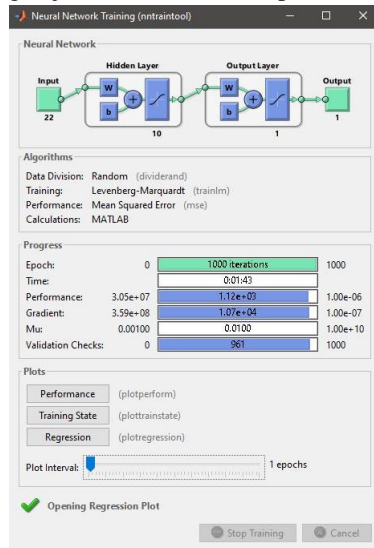 Neural Network Training (nntraintool)
Neural Network
Hidden Layer
Output Layer
Input
Output
W
W
+
+
b
b
22
1
10
1
Algorithms
Data Division: Random (dividerand)
Training: Levenberg-Marquardt (trainlm)
Performance: Mean Squared Error (mse)
Calculations: MATLAB
Progress
Epoch: 0 1000 iterations 1000
Time: 0:01:43
Performance: 3.05e+07 1.12e+03 1.00e-06
Gradient: 3.59e+08 1.07e+04 1.00e-07
Mu: 0.00100 0.0100 1.00e+10
Validation Checks: 0 961 1000
Plots
Performance (plotperform)
Training State (plottrainstate)
Regression (plotregression)
Plot Interval: 1 epochs
Opening Regression Plot
Stop Training Cancel